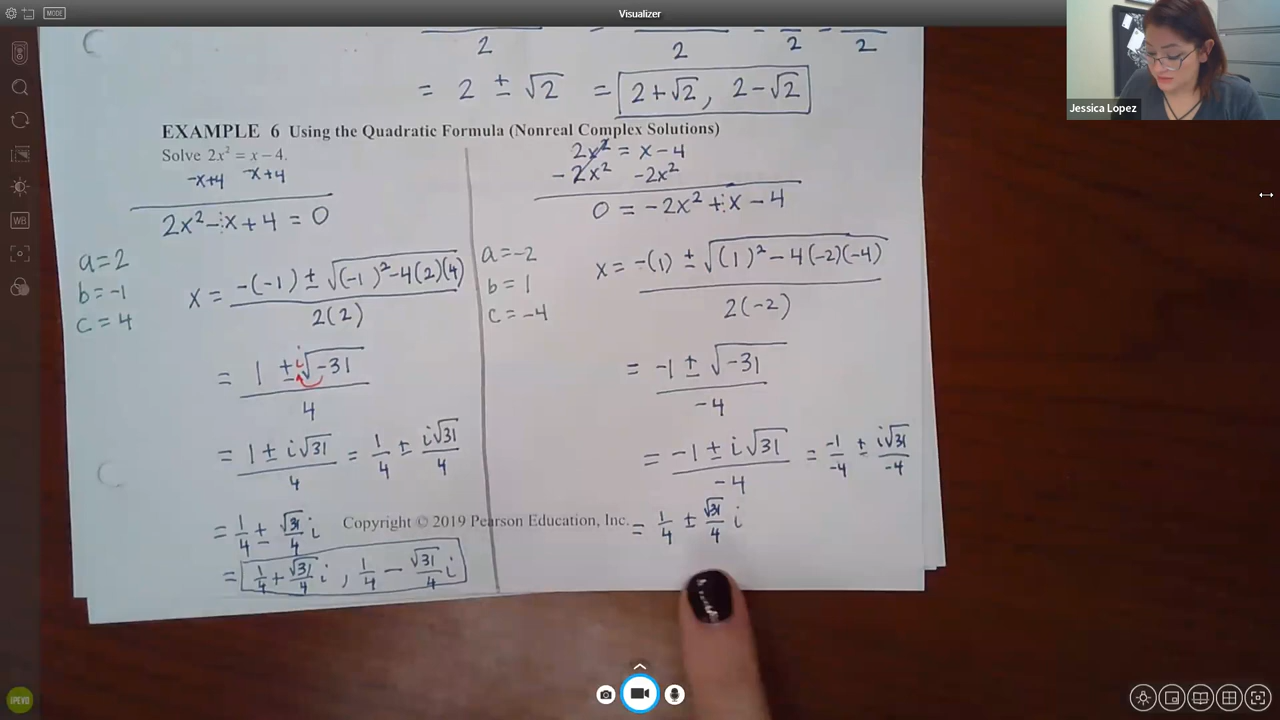 MODE
Visualizer
Jessica Lopez
2 2 2 2
= 2 ± √2 = 2+√2, 2-√2
EXAMPLE 6 Using the Quadratic Formula (Nonreal Complex Solutions)
Solve 2x² = x – 4.
-x+4 -x+4
2x² - 1x + 4 = 0
a=2
b=-1
c=4
x = (-(-1) ± √((-1)²-4(2)(4))) / 2(2)
= (1 ± i√-31) / 4
= (1 ± i√31) / 4 = 1/4 ± i√31/4
= 1/4 ± √31/4 i
= 1/4 + √31/4 i, 1/4 - √31/4 i
2x² = x-4
-2x² -2x²
0 = -2x² + 1x - 4
a=-2
b=1
c=-4
x = (-(1) ± √((1)²-4(-2)(-4))) / 2(-2)
= (-1 ± √-31) / -4
= (-1 ± i√31) / -4 = -1/-4 ± i√31/-4
= 1/4 ± √31/4 i
Copyright © 2019 Pearson Education, Inc.
WB
IPEVO